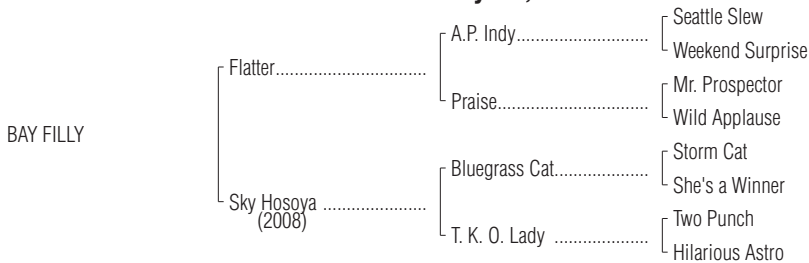 Seattle Slew
A.P. Indy..............................
Weekend Surprise
Flatter..................................
Mr. Prospector
Praise..................................
Wild Applause
BAY FILLY
Storm Cat
Bluegrass Cat.....................
She's a Winner
Sky Hosoya .......................
(2008)
Two Punch
T. K. O. Lady .....................
Hilarious Astro